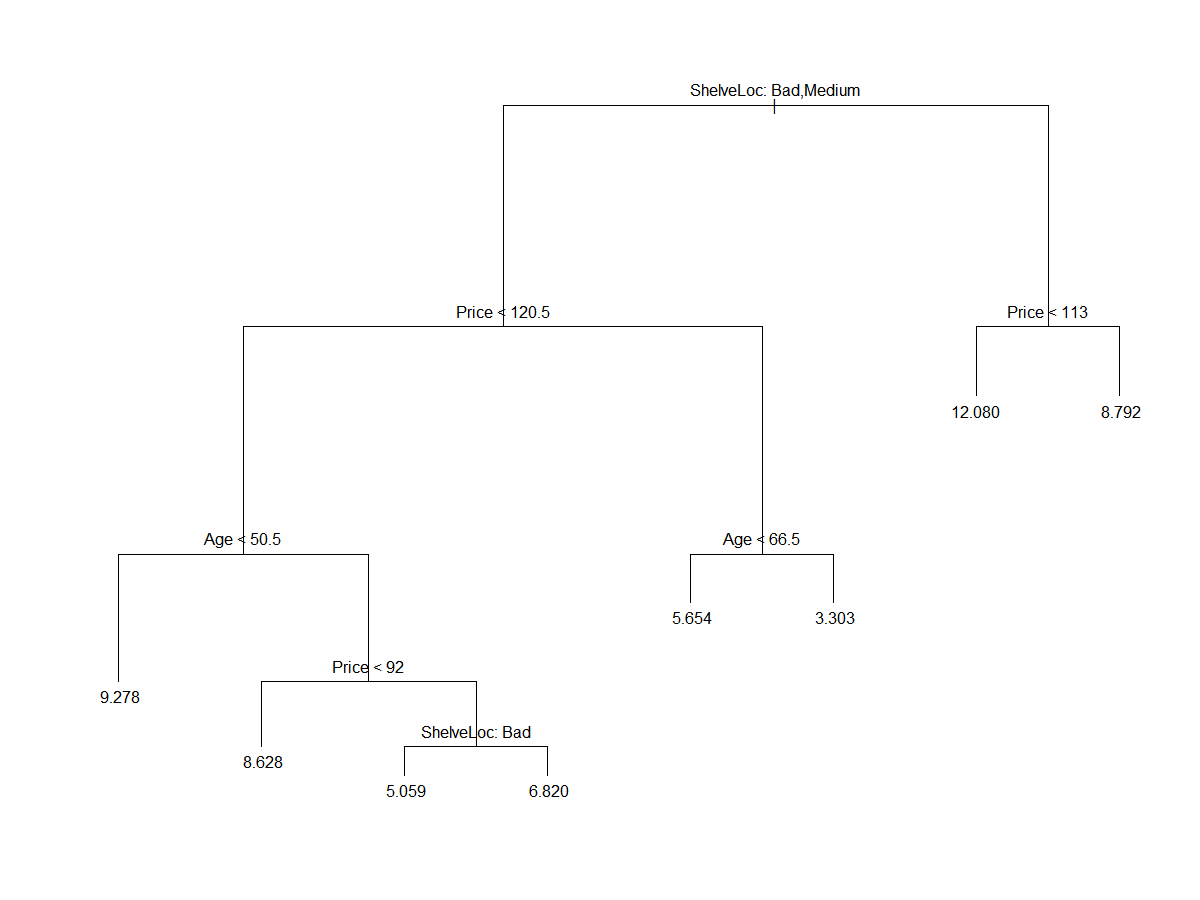 ShelveLoc: Bad,Medium
Price < 120.5
Price < 113
12.080
8.792
Age < 50.5
Age < 66.5
5.654
3.303
Price < 92
9.278
ShelveLoc: Bad
8.628
5.059
6.820